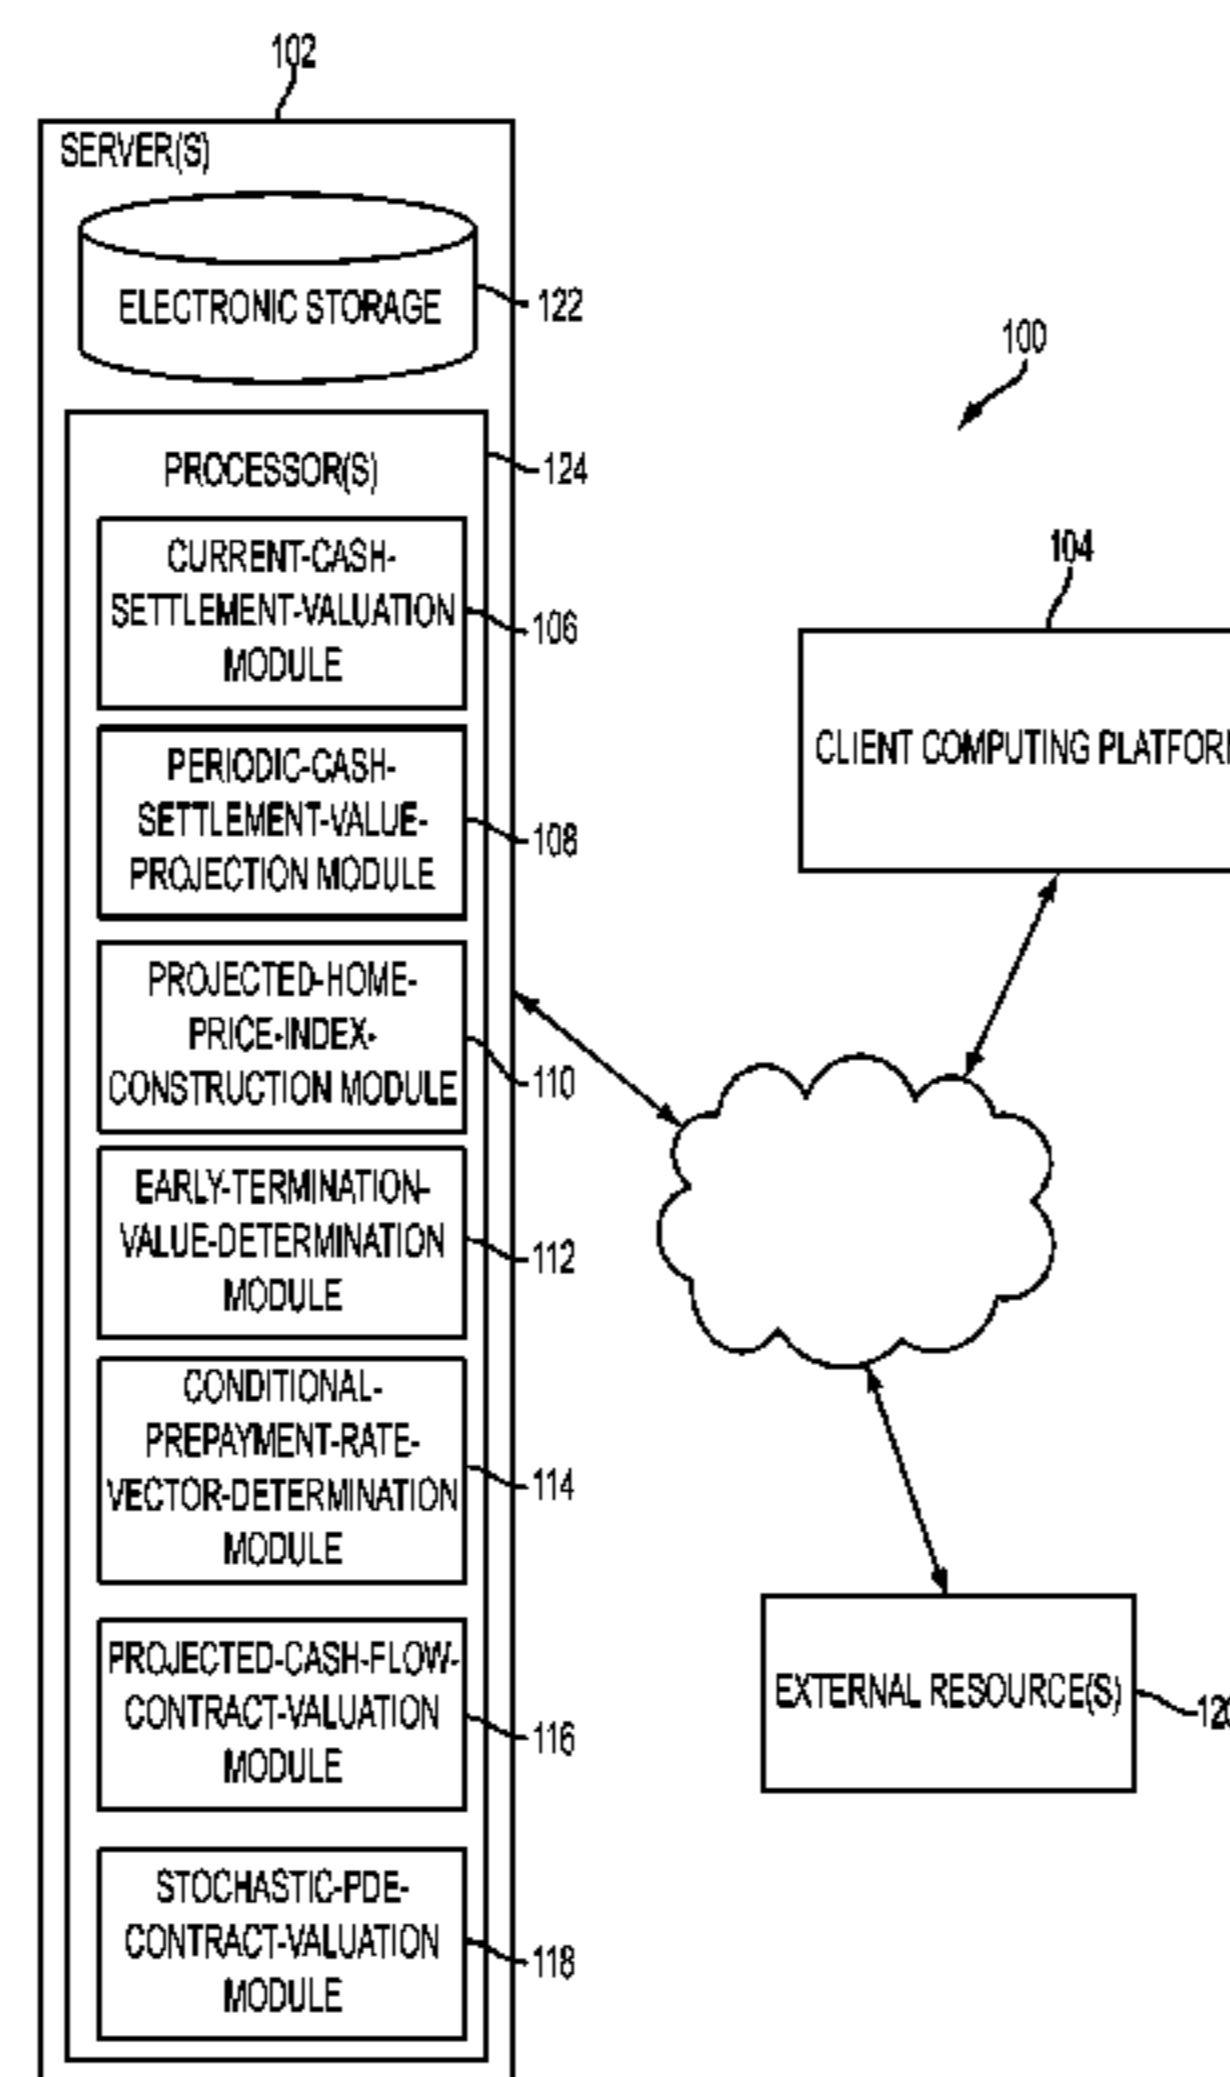 102
SERVER(S)
ELECTRONIC STORAGE
122
PROCESSOR(S)
124
CURRENT-CASH-
SETTLEMENT-VALUATION
MODULE
106
PERIODIC-CASH-
SETTLEMENT-VALUE-
PROJECTION MODULE
108
PROJECTED-HOME-
PRICE-INDEX-
CONSTRUCTION MODULE
110
EARLY-TERMINATION-
VALUE-DETERMINATION
MODULE
112
CONDITIONAL-
PREPAYMENT-RATE-
VECTOR-DETERMINATION
MODULE
114
PROJECTED-CASH-FLOW-
CONTRACT-VALUATION
MODULE
116
STOCHASTIC-PDE-
CONTRACT-VALUATION
MODULE
118
100
104
CLIENT COMPUTING
EXTERNAL RESOURCE(S)